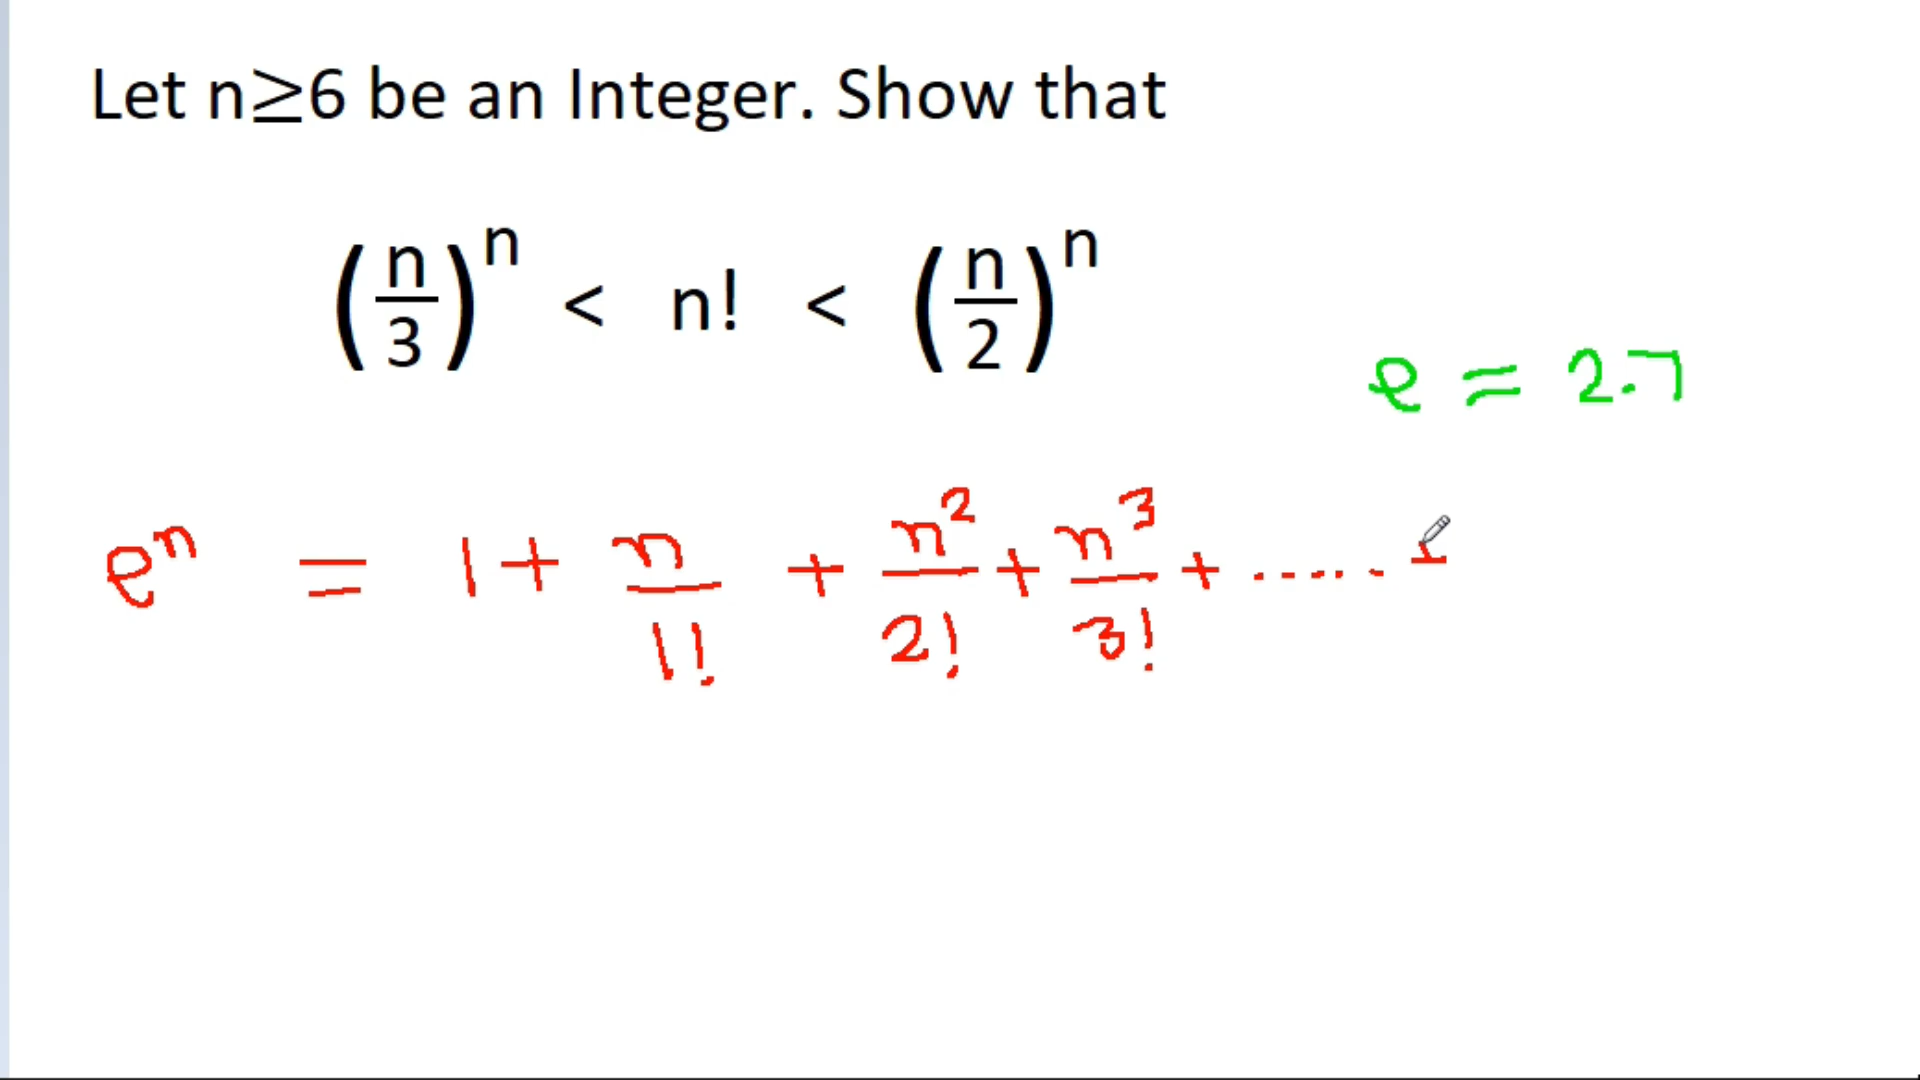 Let n≥6 be an Integer. Show that
(n/3)^n < n! < (n/2)^n
e = 2.7
e^n = 1 + n/1! + n^2/2! + n^3/3! + .....